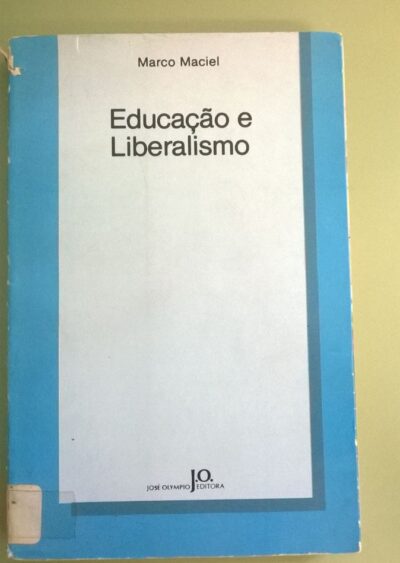 Marco Maciel
Educação e
Liberalismo
J.O.
JOSÉ OLYMPIO EDITORA